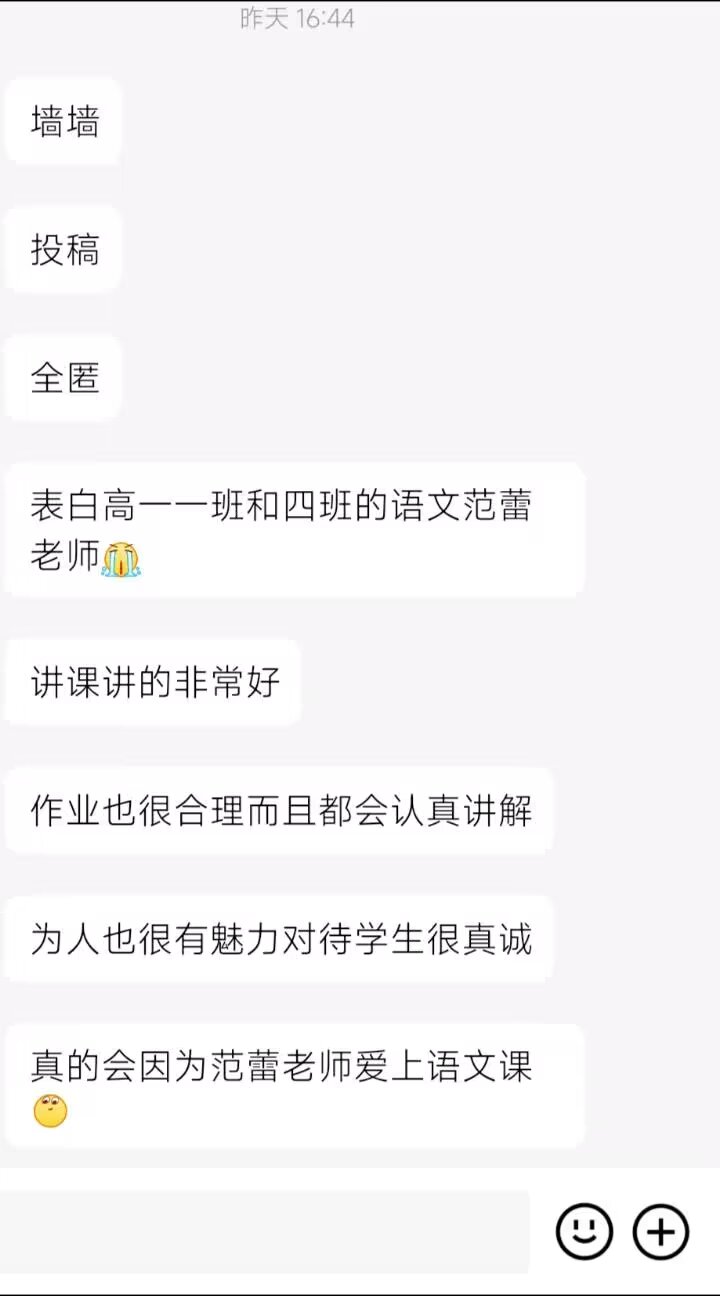 昨天 16:44
墙墙
投稿
全匿
表白高一一班和四班的语文范蕾
老师😭
讲课讲的非常好
作业也很合理而且都会认真讲解
为人也很有魅力对待学生很真诚
真的会因为范蕾老师爱上语文课